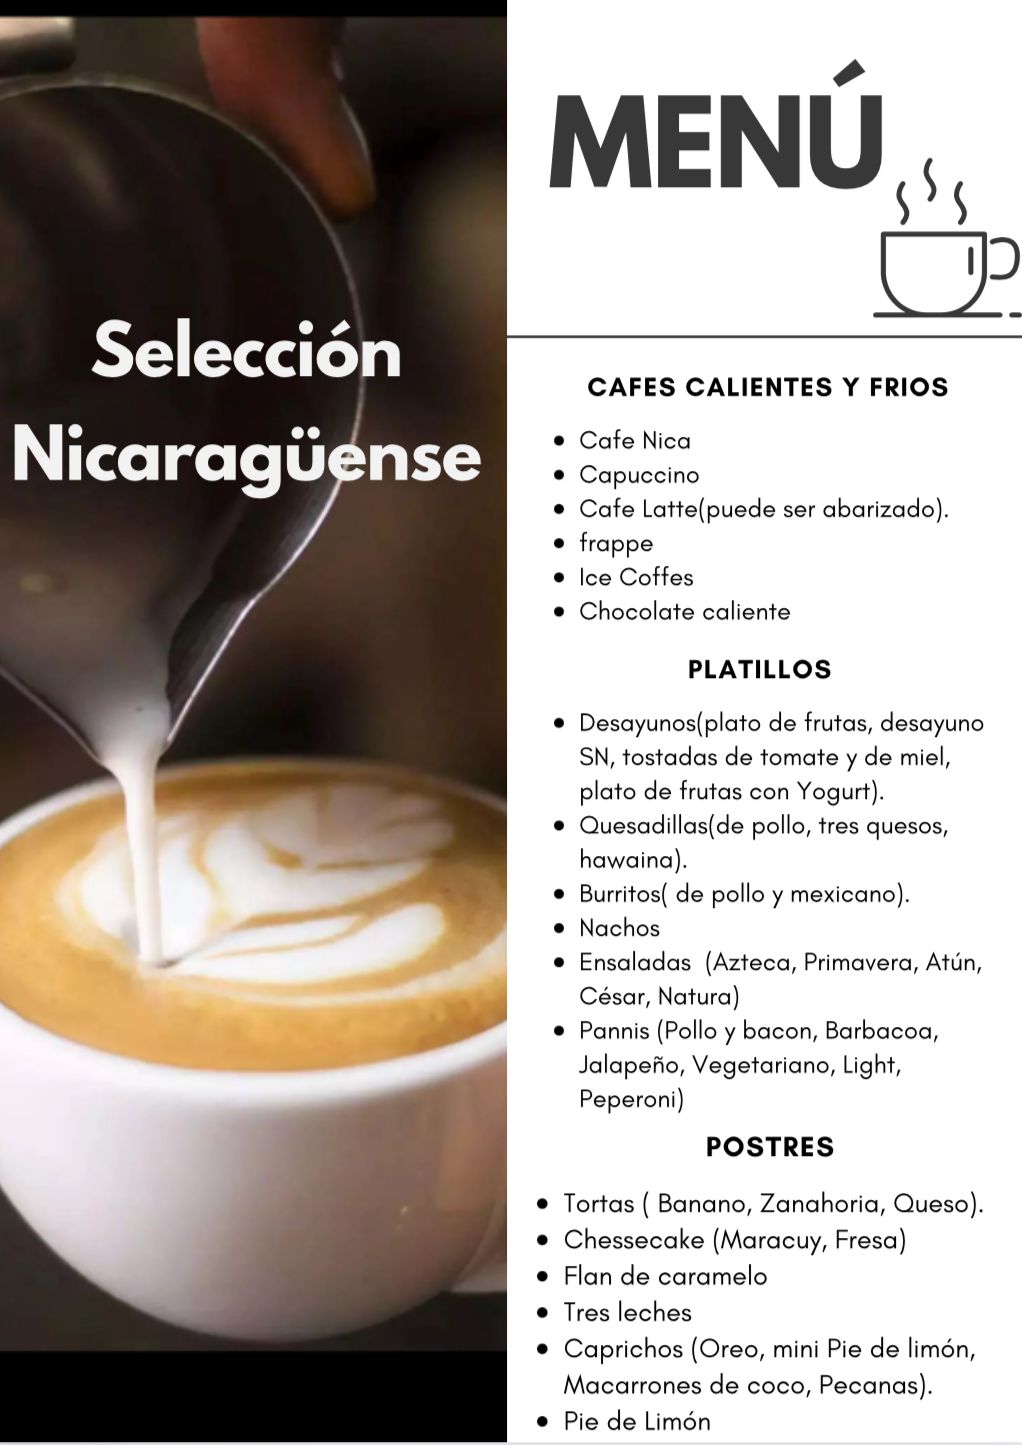 Selección
Nicaragüense
MENÚ
CAFES CALIENTES Y FRIOS
• Cafe Nica
• Capuccino
• Cafe Latte(puede ser abarizado).
• frappe
• Ice Coffes
• Chocolate caliente
PLATILLOS
• Desayunos(plato de frutas, desayuno
SN, tostadas de tomate y de miel,
plato de frutas con Yogurt).
• Quesadillas(de pollo, tres quesos,
hawaina).
• Burritos( de pollo y mexicano).
• Nachos
• Ensaladas  (Azteca, Primavera, Atún,
César, Natura)
• Pannis (Pollo y bacon, Barbacoa,
Jalapeño, Vegetariano, Light,
Peperoni)
POSTRES
• Tortas ( Banano, Zanahoria, Queso).
• Chessecake (Maracuy, Fresa)
• Flan de caramelo
• Tres leches
• Caprichos (Oreo, mini Pie de limón,
Macarrones de coco, Pecanas).
• Pie de Limón